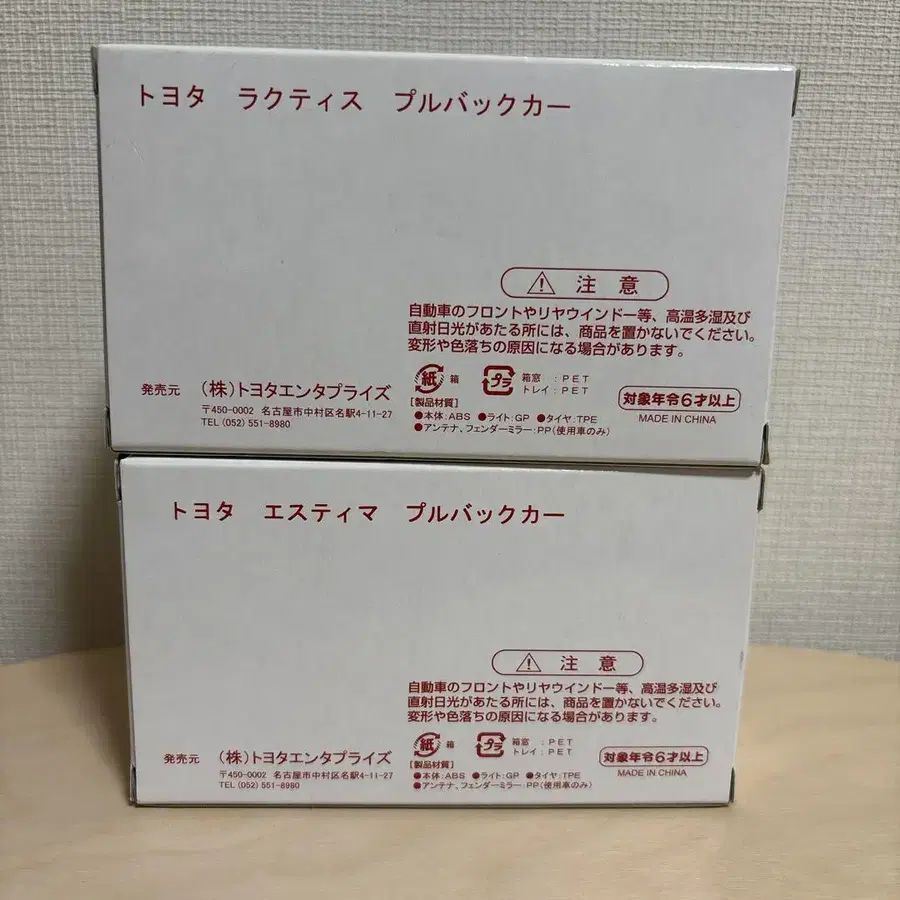 トヨタ ラクティス プルバックカー
⚠ 注意
自動車のフロントやリヤウインドー等、高温多湿及び
直射日光があたる所には、商品を置かないでください。
変形や色落ちの原因になる場合があります。
紙 箱 プラ 箱窓 :PET
トレイ:PET
対象年令6才以上
MADE IN CHINA
【製品材質】
●本体:ABS ●ライト:GP ●タイヤ:TPE
●アンテナ、フェンダーミラー:PP(使用車のみ)
発売元 (株)トヨタエンタプライズ
〒450-0002 名古屋市中村区名駅4-11-27
TEL (052) 551-8980
トヨタ エスティマ プルバックカー
⚠ 注意
自動車のフロントやリヤウインドー等、高温多湿及び
直射日光があたる所には、商品を置かないでください。
変形や色落ちの原因になる場合があります。
紙 箱 プラ 箱窓 :PET
トレイ:PET
対象年令6才以上
MADE IN CHINA
【製品材質】
●本体:ABS ●ライト:GP ●タイヤ:TPE
●アンテナ、フェンダーミラー:PP(使用車のみ)
発売元 (株)トヨタエンタプライズ
〒450-0002 名古屋市中村区名駅4-11-27
TEL (052) 551-8980